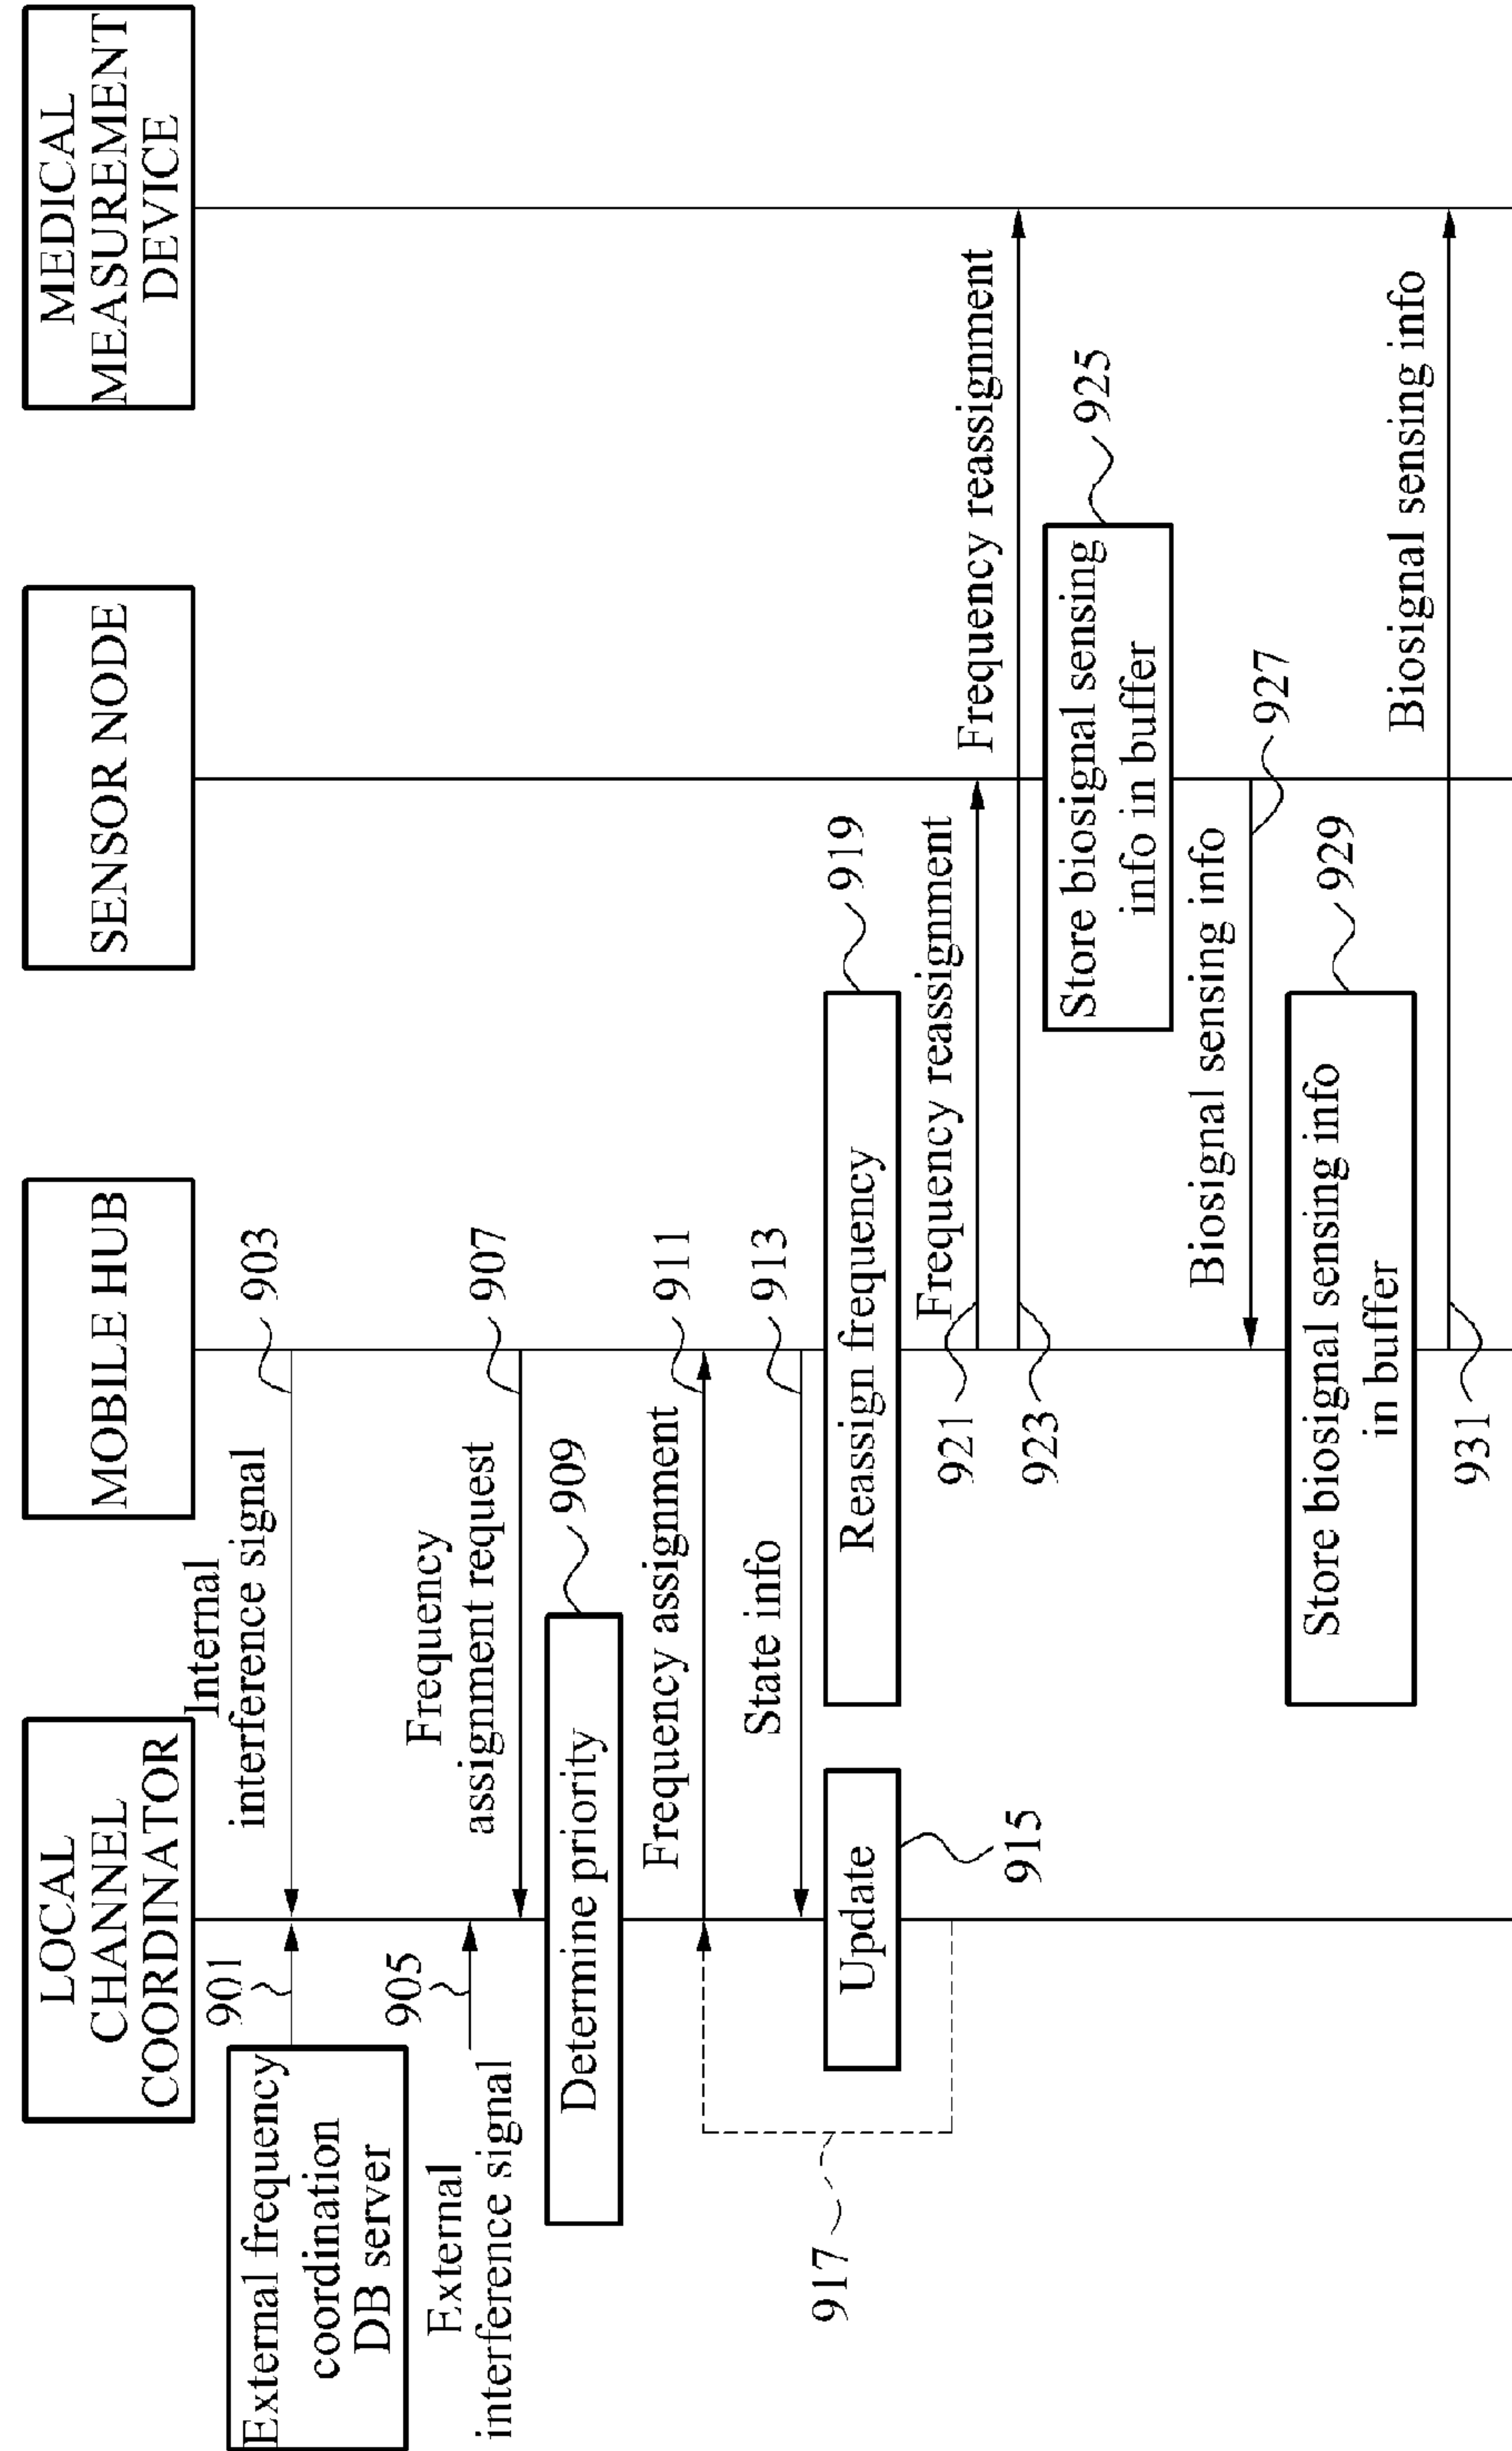 LOCAL
CHANNEL
COORDINATOR
MOBILE HUB
SENSOR NODE
MEDICAL
MEASUREMENT
DEVICE
External frequency
coordination
DB server
901
Internal
interference signal
903
External
interference signal
905
Frequency
assignment request
907
Determine priority
909
Frequency assignment
911
State info
913
Update
915
917
Reassign frequency
919
Frequency reassignment
921
Frequency reassignment
923
Store biosignal sensing
info in buffer
925
Biosignal sensing info
927
Store biosignal sensing info
in buffer
929
Biosignal sensing info
931